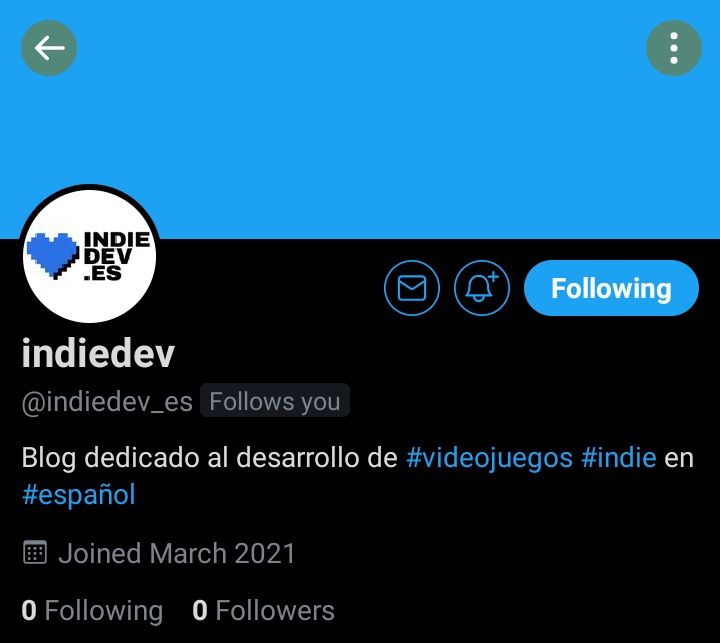 INDIE
DEV
.ES
Following
indiedev
@indiedev_es Follows you
Blog dedicado al desarrollo de #videojuegos #indie en
#español
Joined March 2021
0 Following 0 Followers